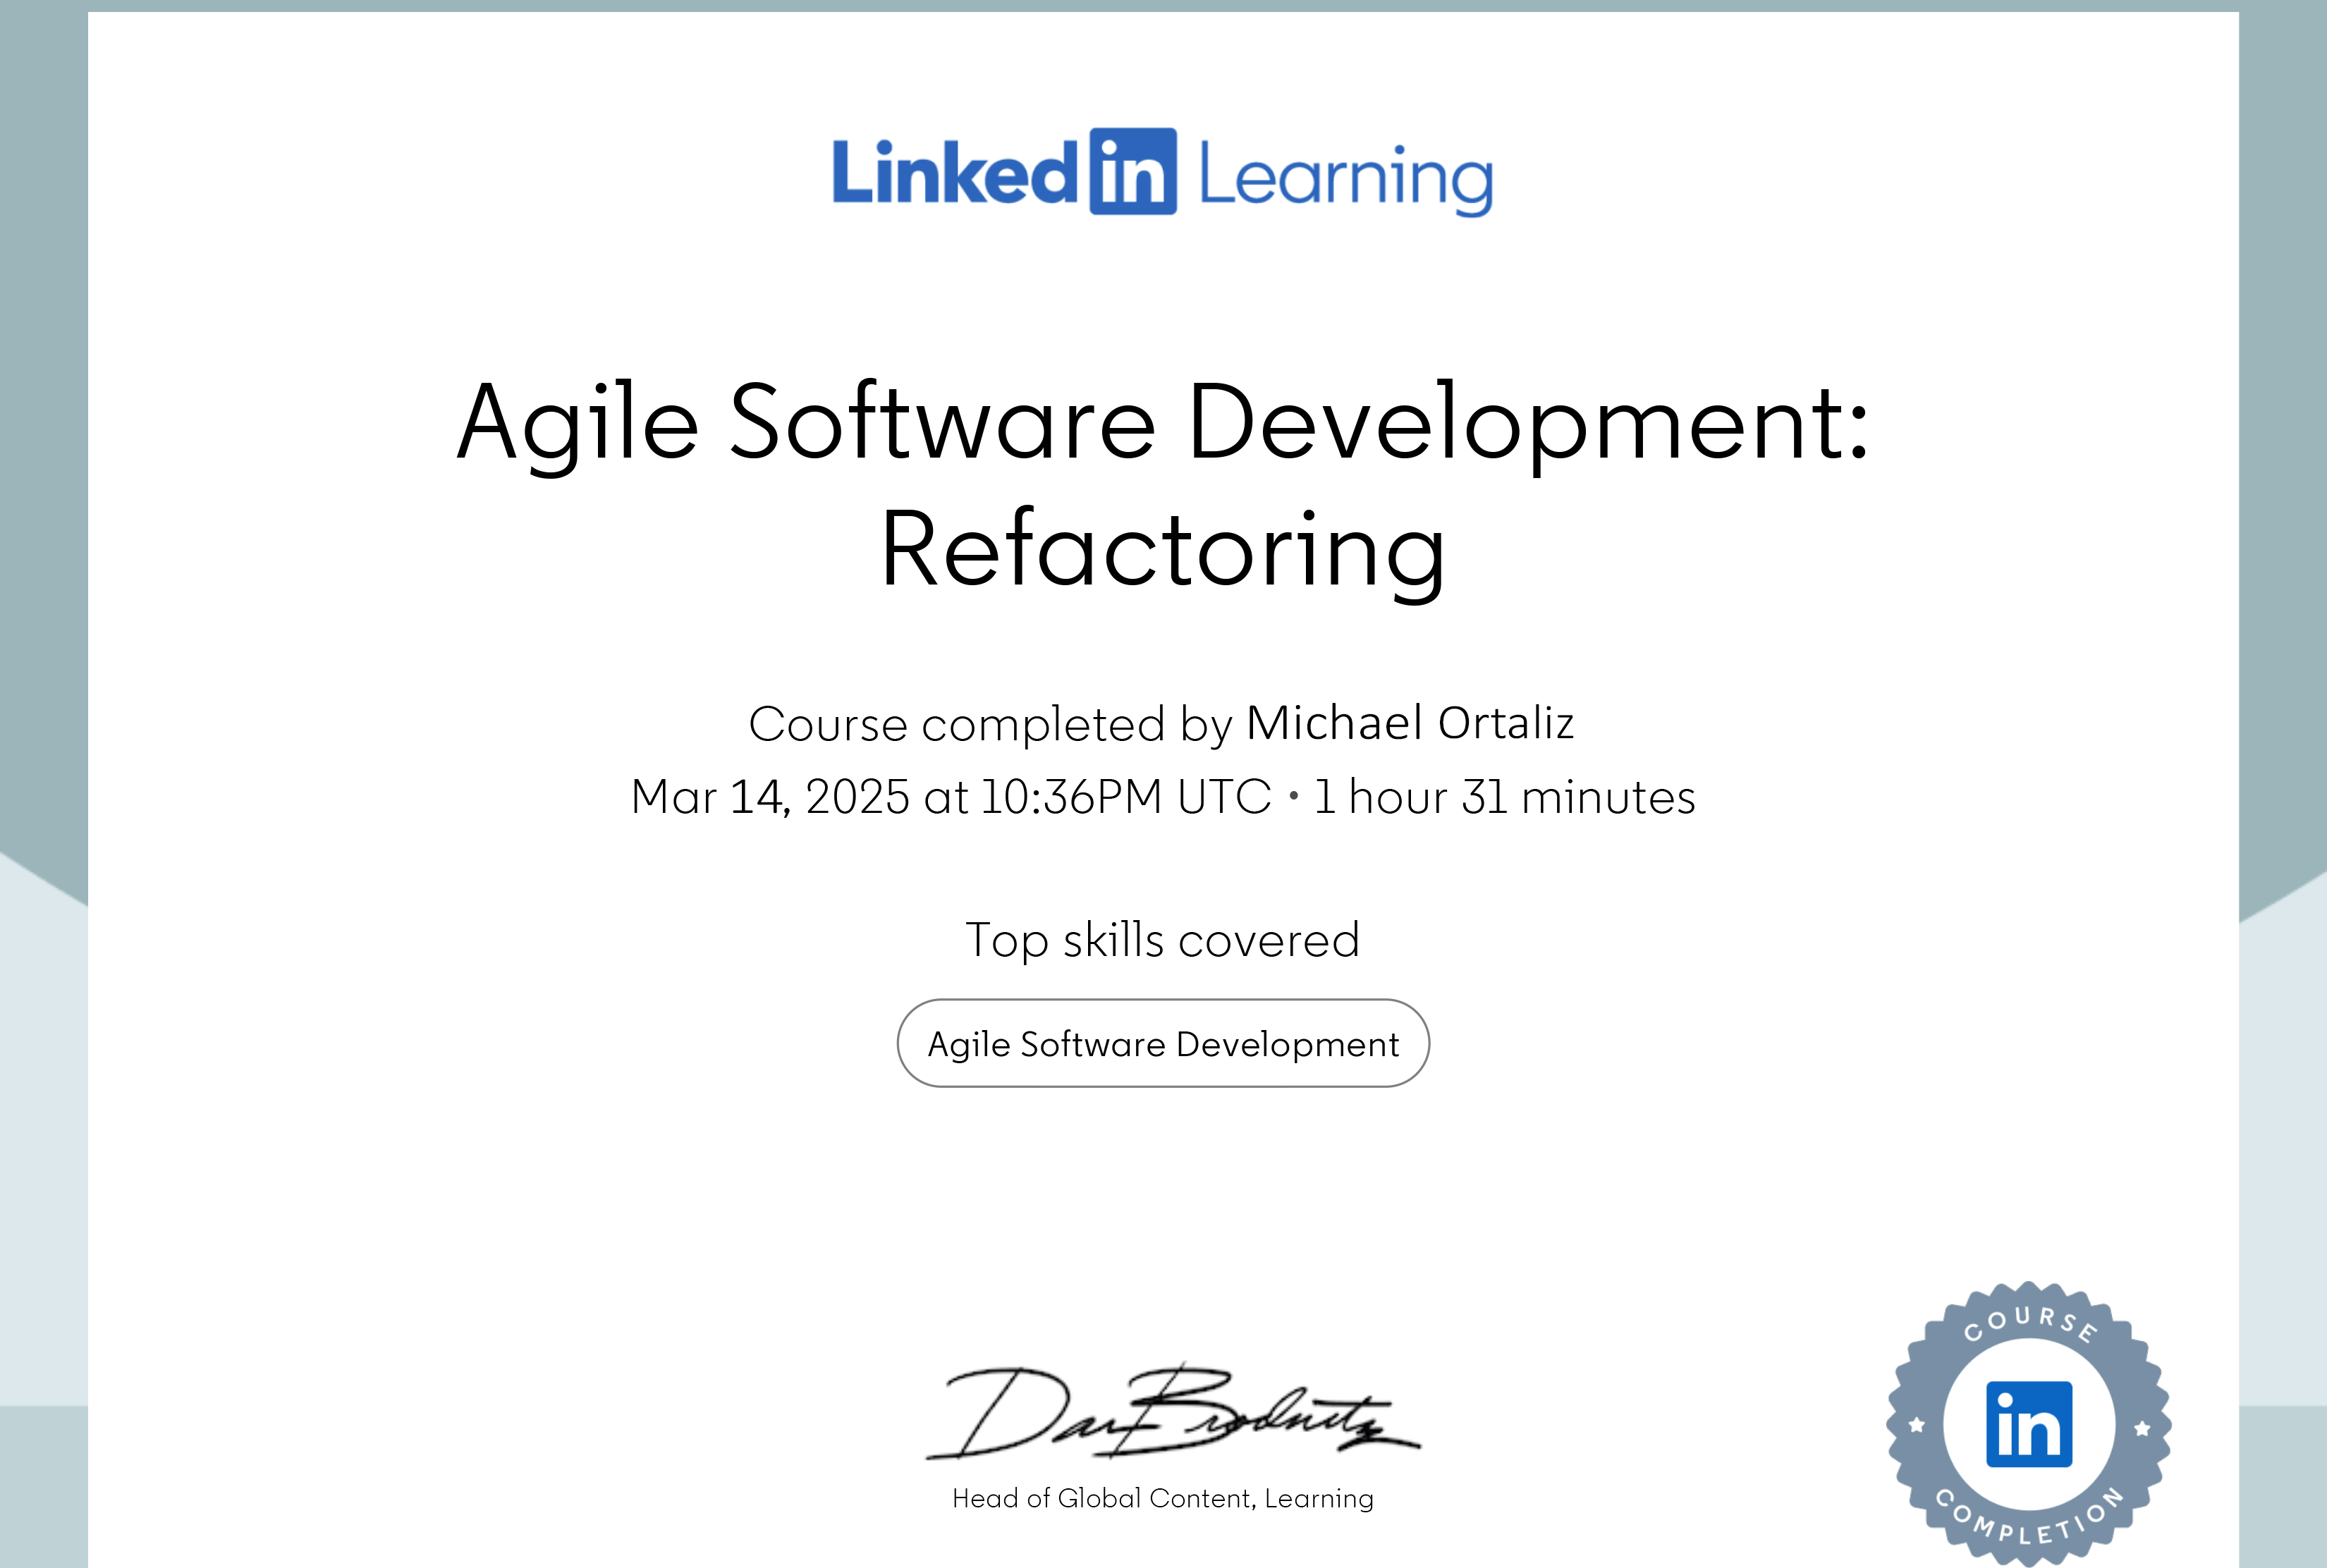 Linked in Learning
Agile Software Development:
Refactoring
Course completed by Michael Ortaliz
Mar 14, 2025 at 10:36PM UTC • 1 hour 31 minutes
Top skills covered
Agile Software Development
Dan Brodnitz
Head of Global Content, Learning
COURSE
in
COMPLETION